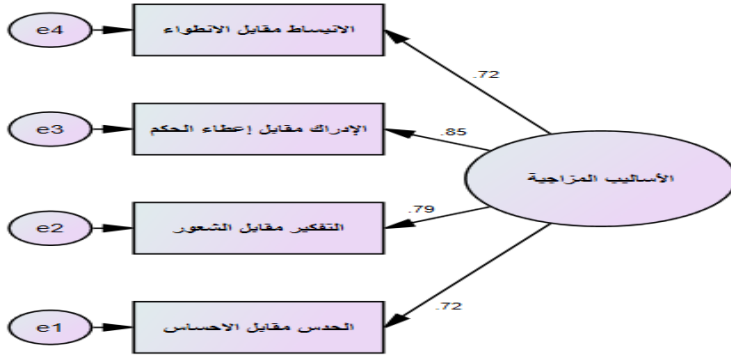 e4
الانبساط مقابل الانطواء
.72
e3
الإدراك مقابل إعطاء الحكم
.85
الأساليب المزاجية
e2
التفكير مقابل الشعور
.79
e1
الحدس مقابل الاحساس
.72